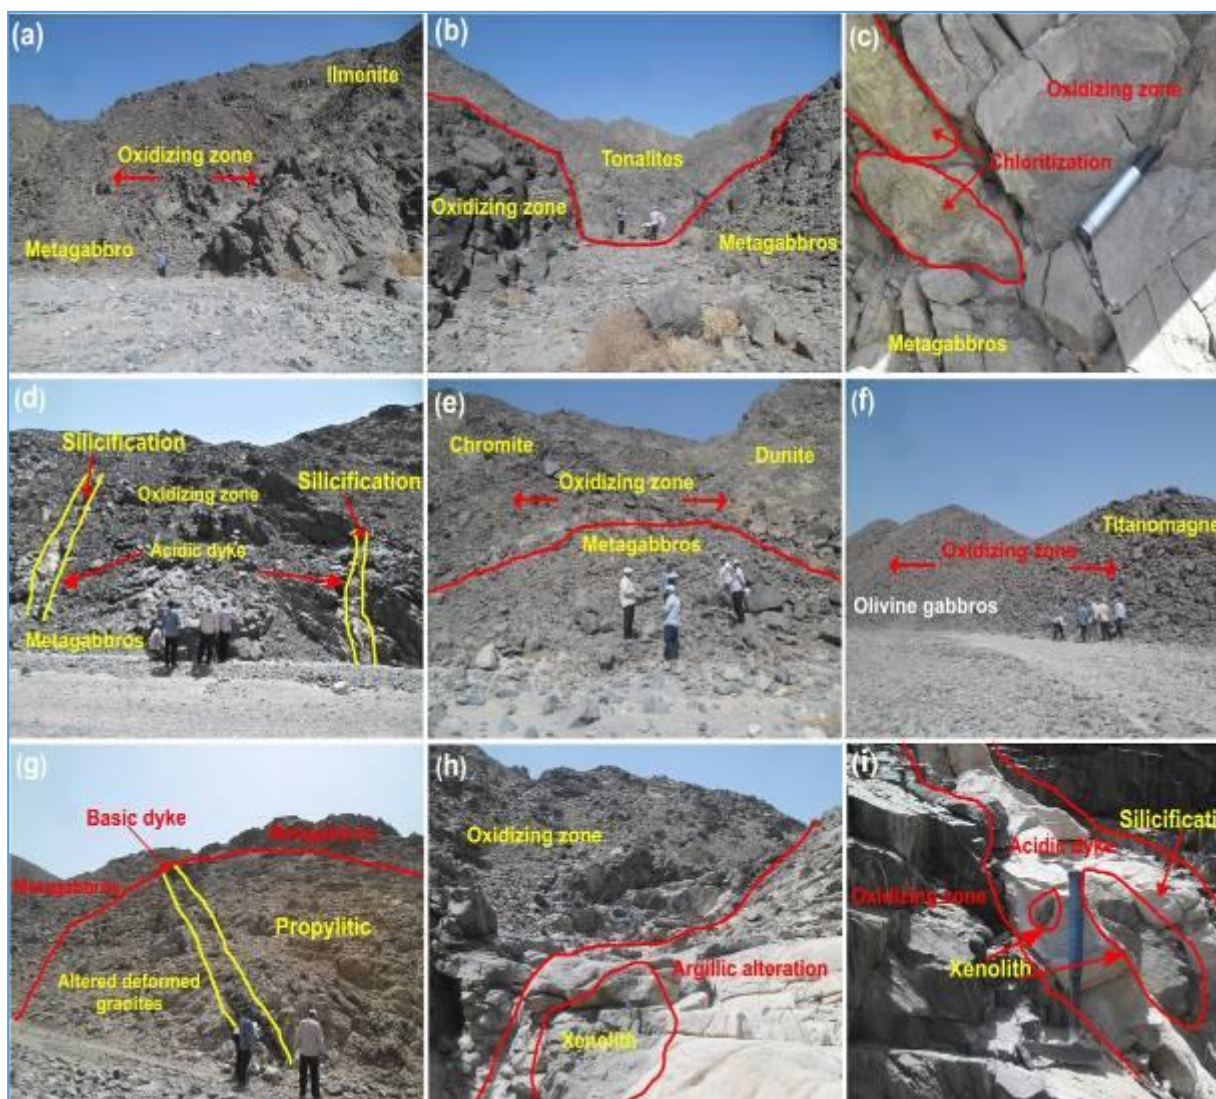 (a)
Ilmenite
Oxidizing zone
Metagabbro
(b)
Tonalites
Oxidizing zone
Metagabbros
(c)
Oxidizing zone
Chloritization
Metagabbros
(d)
Silicification
Silicification
Oxidizing zone
Acidic dyke
Metagabbros
(e)
Chromite
Dunite
Oxidizing zone
Metagabbros
(f)
Titanomagne
Oxidizing zone
Olivine gabbros
(g)
Basic dyke
Metagabbros
Metagabbros
Propylitic
Altered deformed
granites
(h)
Oxidizing zone
Argillic alteration
Xenolith
(i)
Silicificati
Acidic dyke
Oxidizing zone
Xenolith